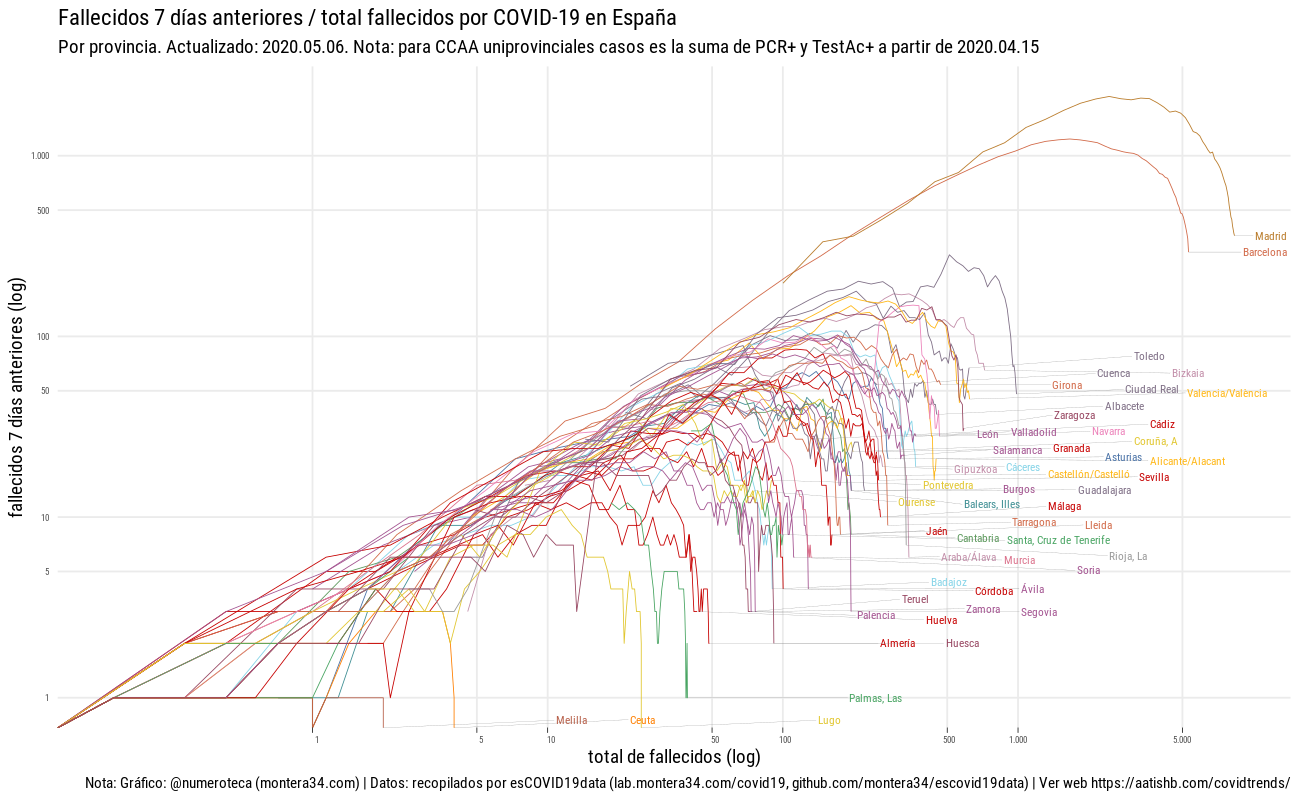 Fallecidos 7 días anteriores / total fallecidos por COVID-19 en España
Por provincia. Actualizado: 2020.05.06. Nota: para CCAA uniprovinciales casos es la suma de PCR+ y TestAc+ a partir de 2020.04.15
fallecidos 7 días anteriores (log)
1.000
500
100
50
10
5
1
Madrid
Barcelona
Toledo
Cuenca
Bizkaia
Girona
Ciudad Real
Valencia/València
Albacete
Zaragoza
Cádiz
León
Valladolid
Navarra
Coruña, A
Salamanca
Granada
Asturias
Alicante/Alacant
Gipuzkoa
Cáceres
Castellón/Castelló
Sevilla
Pontevedra
Burgos
Guadalajara
Ourense
Balears, Illes
Málaga
Tarragona
Lleida
Jaén
Cantabria
Santa, Cruz de Tenerife
Araba/Álava
Murcia
Rioja, La
Soria
Badajoz
Córdoba
Ávila
Teruel
Palencia
Zamora
Segovia
Huelva
Almería
Huesca
Palmas, Las
Melilla
Ceuta
Lugo
1
5
10
50
100
500
1.000
5.000
total de fallecidos (log)
Nota: Gráfico: @numeroteca (montera34.com) | Datos: recopilados por esCOVID19data (lab.montera34.com/covid19, github.com/montera34/escovid19data) | Ver web https://aatishb.com/covidtrends/